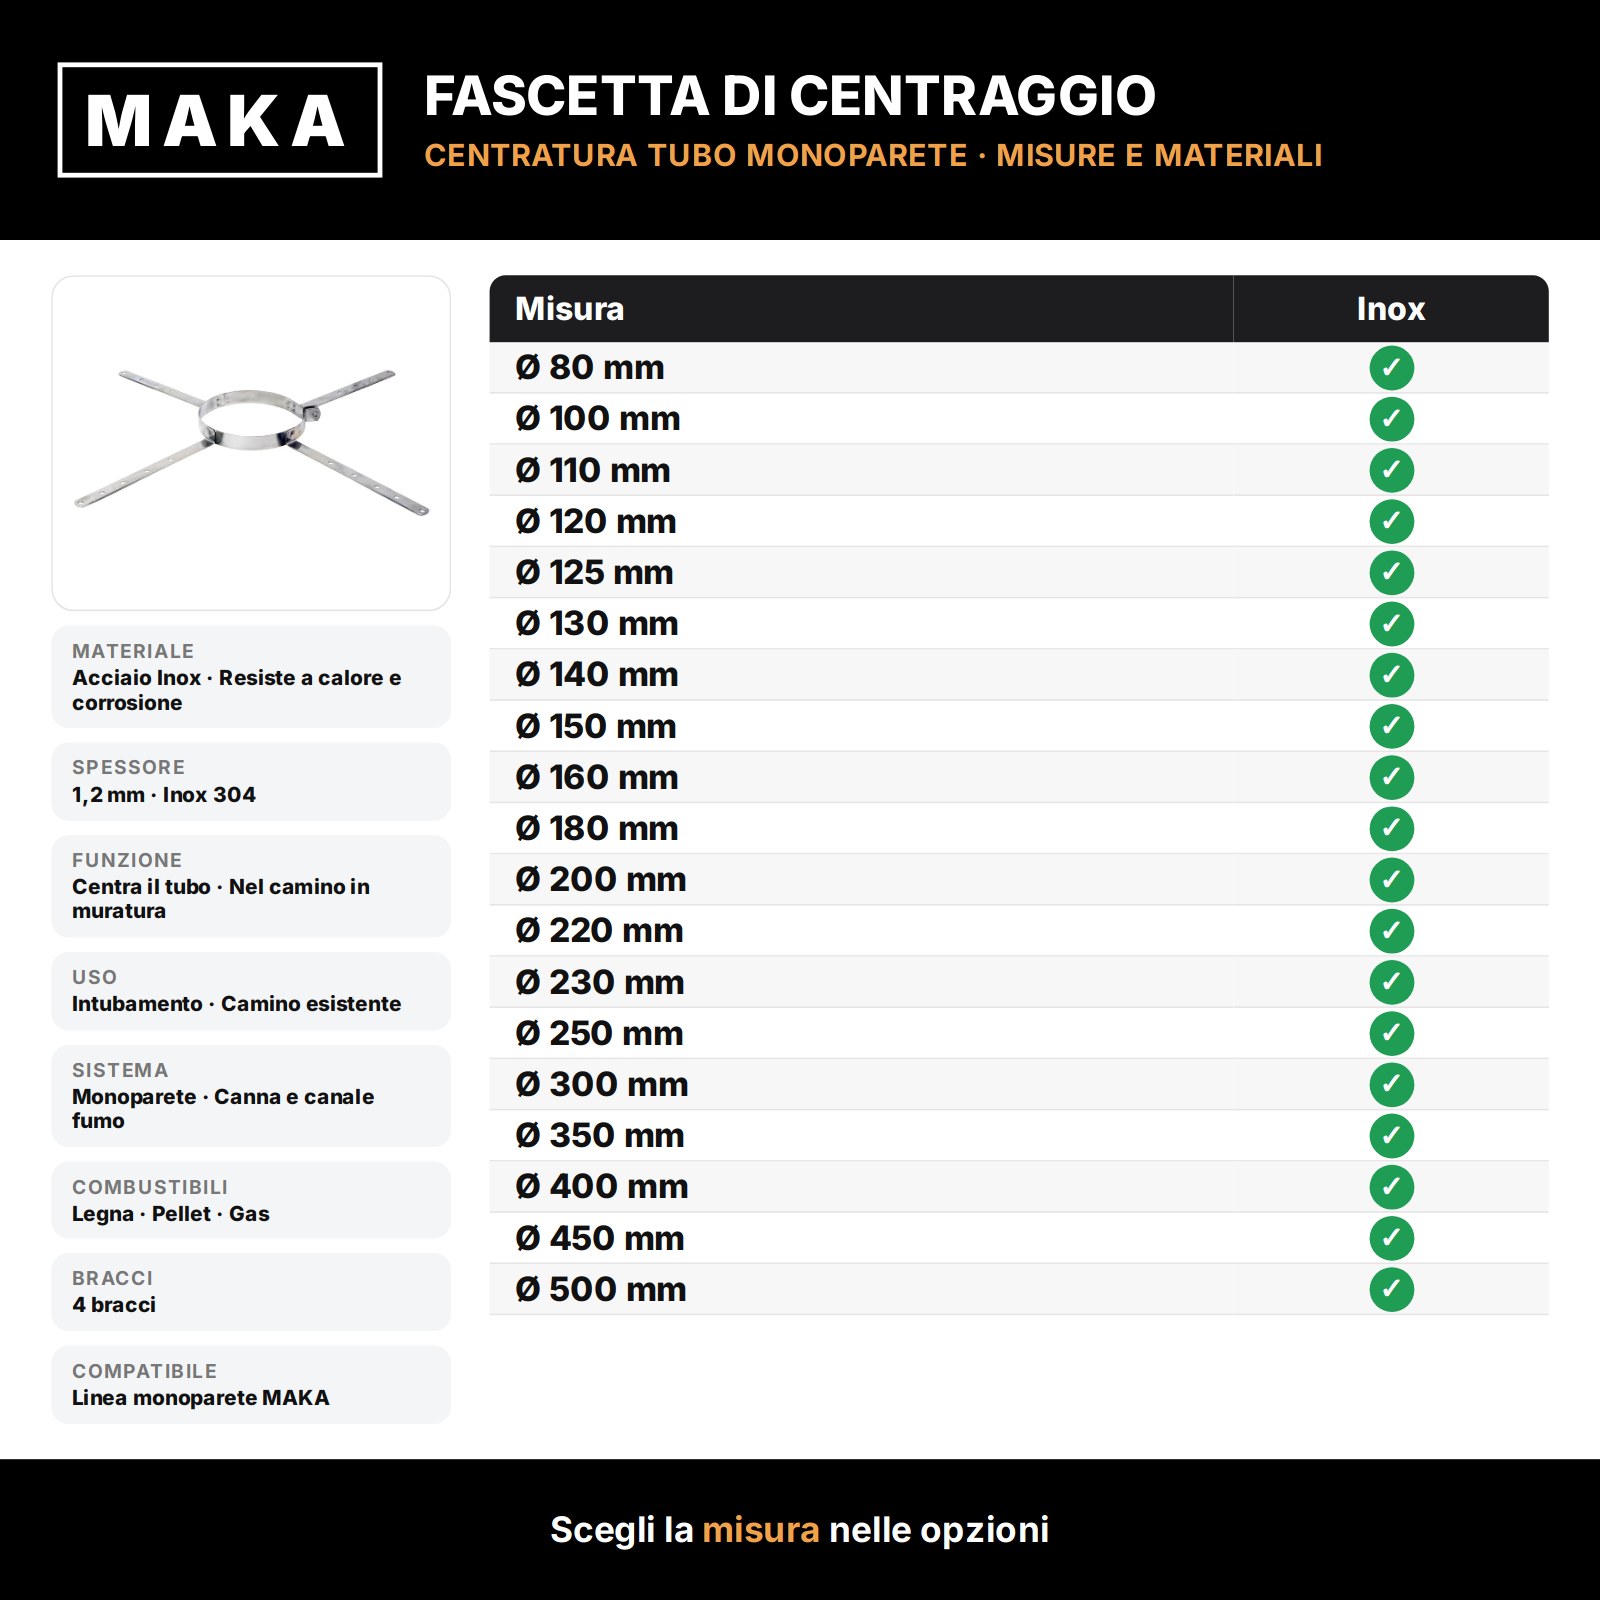 MAKA
FASCETTA DI CENTRAGGIO
CENTRATURA TUBO MONOPARETE · MISURE E MATERIALI
MATERIALE
Acciaio Inox · Resiste a calore e
corrosione
SPESSORE
1,2 mm · Inox 304
FUNZIONE
Centra il tubo · Nel camino in
muratura
USO
Intubamento · Camino esistente
SISTEMA
Monoparete · Canna e canale
fumo
COMBUSTIBILI
Legna · Pellet · Gas
BRACCI
4 bracci
COMPATIBILE
Linea monoparete MAKA
Misura Inox
Ø 80 mm ✓
Ø 100 mm ✓
Ø 110 mm ✓
Ø 120 mm ✓
Ø 125 mm ✓
Ø 130 mm ✓
Ø 140 mm ✓
Ø 150 mm ✓
Ø 160 mm ✓
Ø 180 mm ✓
Ø 200 mm ✓
Ø 220 mm ✓
Ø 230 mm ✓
Ø 250 mm ✓
Ø 300 mm ✓
Ø 350 mm ✓
Ø 400 mm ✓
Ø 450 mm ✓
Ø 500 mm ✓
Scegli la misura nelle opzioni